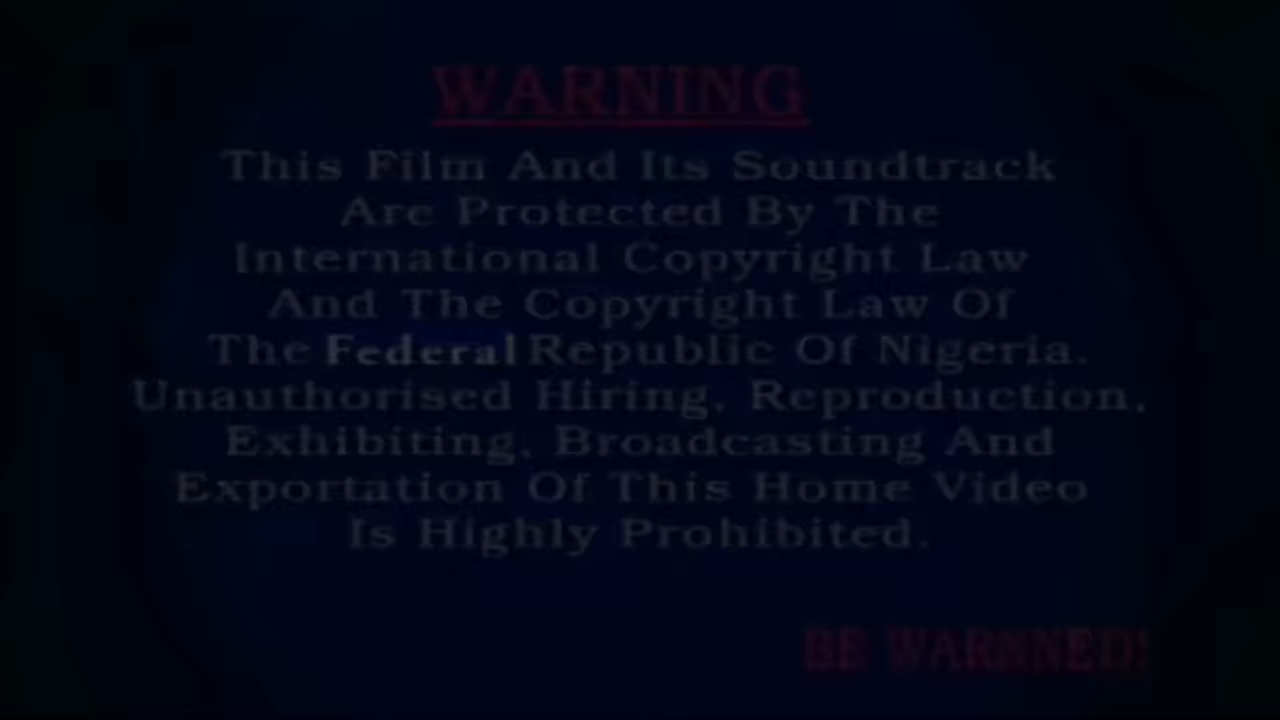 WARNING
This Film And Its Soundtrack
Are Protected By The
International Copyright Law
And The Copyright Law Of
The Federal Republic Of Nigeria.
Unauthorised Hiring, Reproduction,
Exhibiting, Broadcasting And
Exportation Of This Home Video
Is Highly Prohibited.
BE WARNNED!